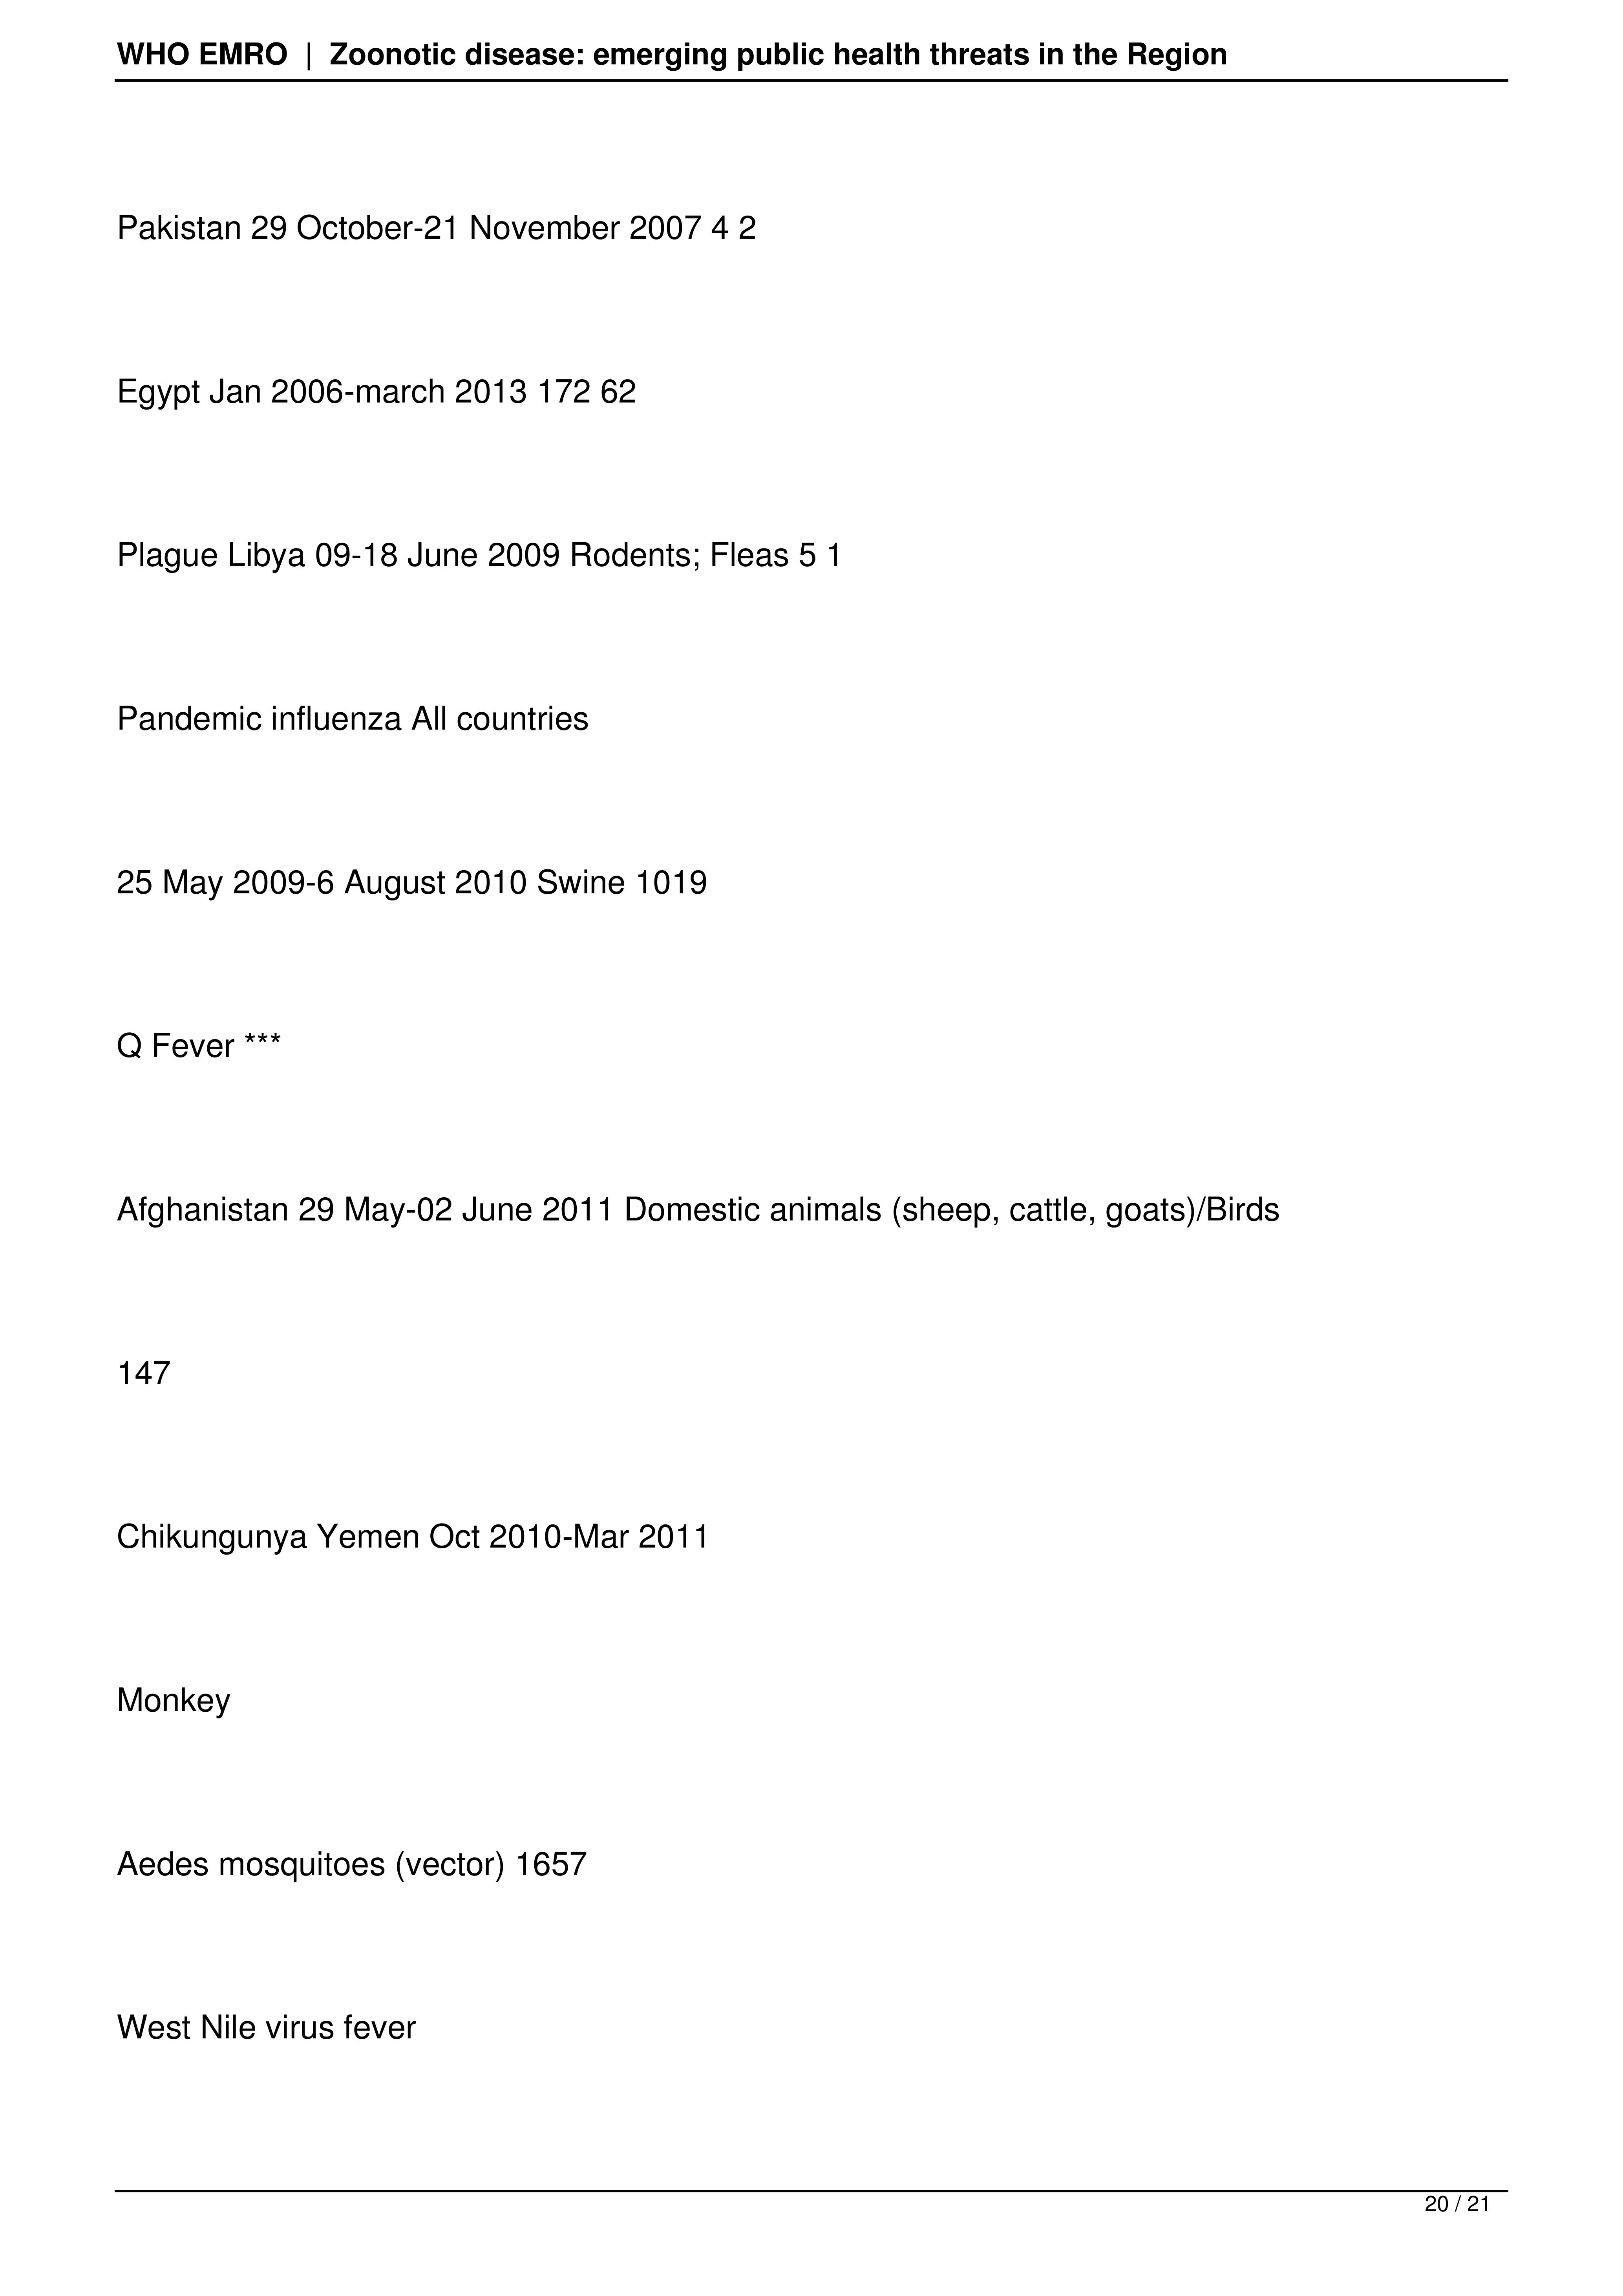 WHO EMRO | Zoonotic disease: emerging public health threats in the Region
Pakistan 29 October-21 November 2007 4 2
Egypt Jan 2006-march 2013 172 62
Plague Libya 09-18 June 2009 Rodents; Fleas 5 1
Pandemic influenza All countries
25 May 2009-6 August 2010 Swine 1019
Q Fever ***
Afghanistan 29 May-02 June 2011 Domestic animals (sheep, cattle, goats)/Birds
147
Chikungunya Yemen Oct 2010-Mar 2011
Monkey
Aedes mosquitoes (vector) 1657
West Nile virus fever
20 / 21